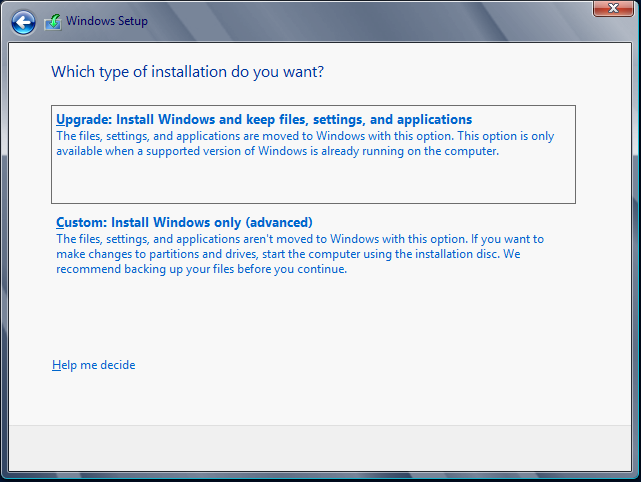 Windows Setup
Which type of installation do you want?
Upgrade: Install Windows and keep files, settings, and applications
The files, settings, and applications are moved to Windows with this option. This option is only
available when a supported version of Windows is already running on the computer.
Custom: Install Windows only (advanced)
The files, settings, and applications aren't moved to Windows with this option. If you want to
make changes to partitions and drives, start the computer using the installation disc. We
recommend backing up your files before you continue.
Help me decide